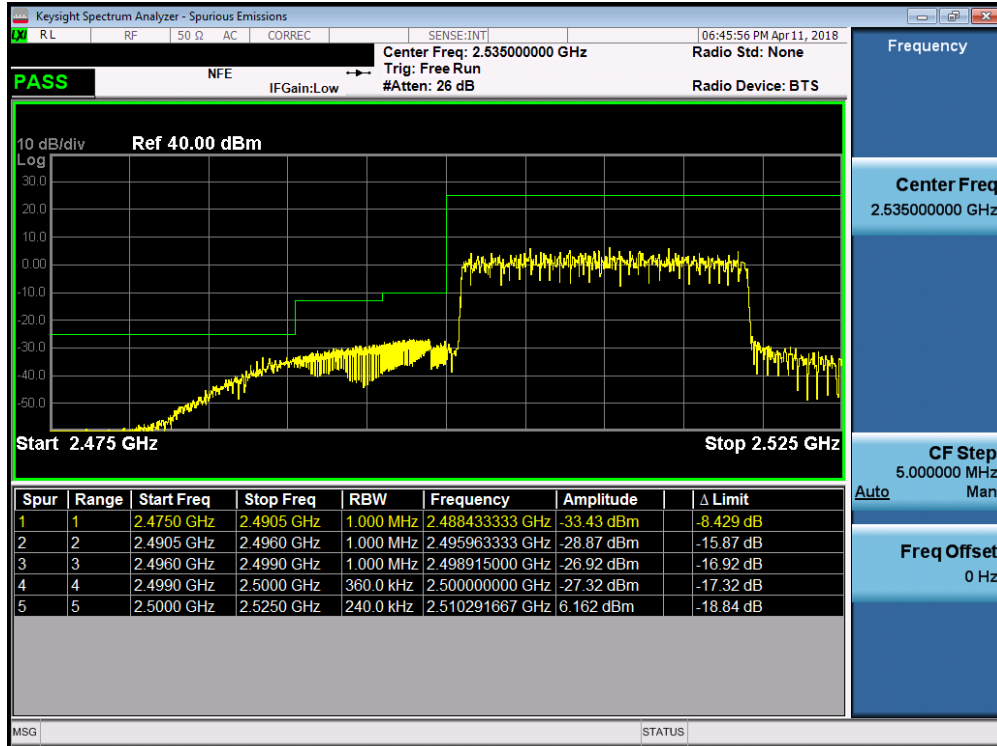 Keysight Spectrum Analyzer - Spurious Emissions
LXI RL RF 50 Ω AC CORREC SENSE:INT 06:45:56 PM Apr 11, 2018
Center Freq: 2.535000000 GHz Radio Std: None
NFE Trig: Free Run
PASS IFGain:Low #Atten: 26 dB Radio Device: BTS
Frequency
10 dB/div Ref 40.00 dBm
Log
30.0
20.0
10.0
0.00
-10.0
-20.0
-30.0
-40.0
-50.0
Start 2.475 GHz Stop 2.525 GHz
Center Freq
2.535000000 GHz
CF Step
5.000000 MHz
Auto Man
Freq Offset
0 Hz
Spur Range Start Freq Stop Freq RBW Frequency Amplitude Δ Limit
1 1 2.4750 GHz 2.4905 GHz 1.000 MHz 2.488433333 GHz -33.43 dBm -8.429 dB
2 2 2.4905 GHz 2.4960 GHz 1.000 MHz 2.495963333 GHz -28.87 dBm -15.87 dB
3 3 2.4960 GHz 2.4990 GHz 1.000 MHz 2.498915000 GHz -26.92 dBm -16.92 dB
4 4 2.4990 GHz 2.5000 GHz 360.0 kHz 2.500000000 GHz -27.32 dBm -17.32 dB
5 5 2.5000 GHz 2.5250 GHz 240.0 kHz 2.510291667 GHz 6.162 dBm -18.84 dB
MSG STATUS